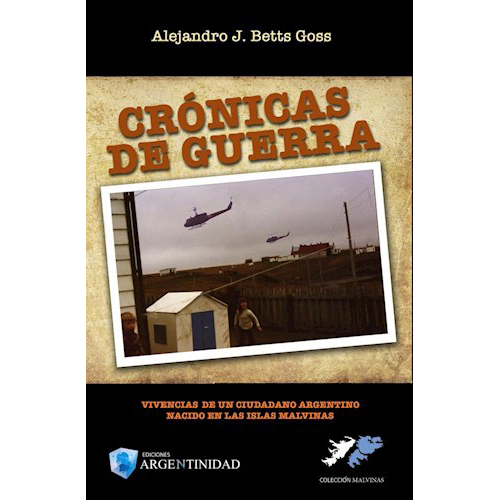 Alejandro J. Betts Goss
CRÓNICAS
DE GUERRA
VIVENCIAS DE UN CIUDADANO ARGENTINO
NACIDO EN LAS ISLAS MALVINAS
EDICIONES
ARGENTINIDAD
COLECCIÓN MALVINAS